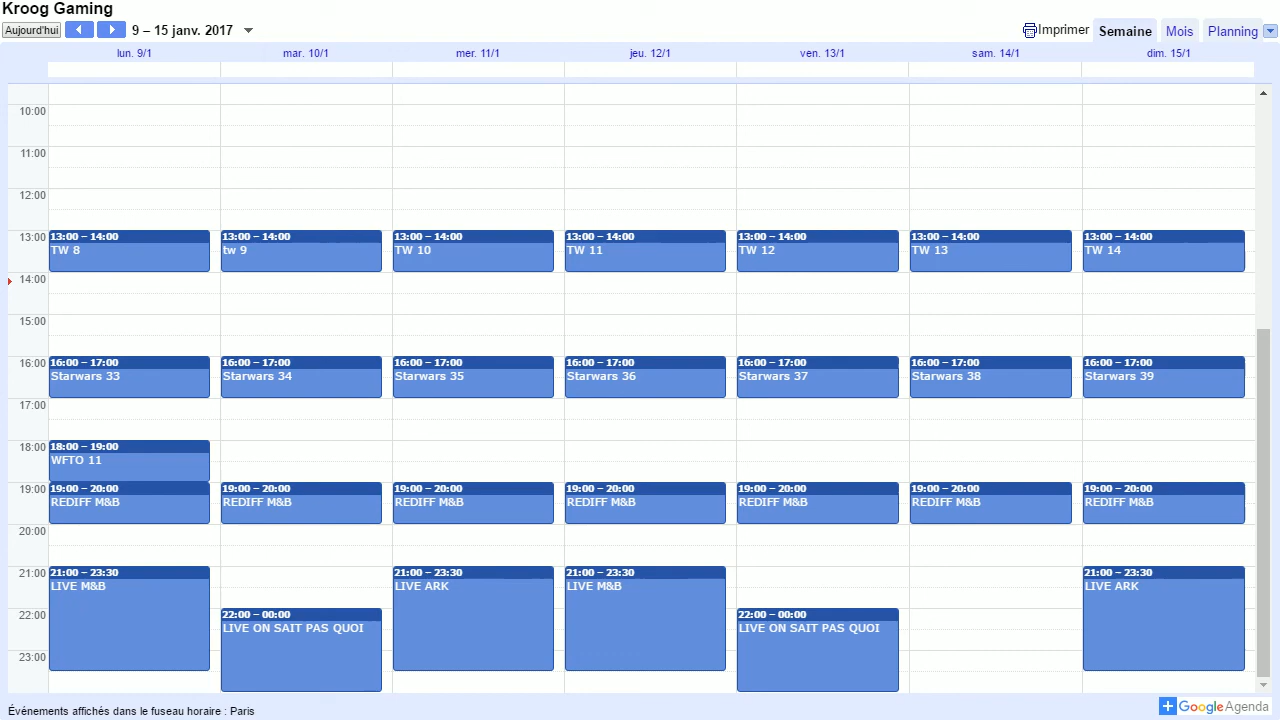 Kroog Gaming
Aujourd'hui 9 – 15 janv. 2017 Imprimer Semaine Mois Planning
lun. 9/1 mar. 10/1 mer. 11/1 jeu. 12/1 ven. 13/1 sam. 14/1 dim. 15/1
10:00
11:00
12:00
13:00 13:00 – 14:00 13:00 – 14:00 13:00 – 14:00 13:00 – 14:00 13:00 – 14:00 13:00 – 14:00 13:00 – 14:00
TW 8 tw 9 TW 10 TW 11 TW 12 TW 13 TW 14
14:00
15:00
16:00 16:00 – 17:00 16:00 – 17:00 16:00 – 17:00 16:00 – 17:00 16:00 – 17:00 16:00 – 17:00 16:00 – 17:00
Starwars 33 Starwars 34 Starwars 35 Starwars 36 Starwars 37 Starwars 38 Starwars 39
17:00
18:00 18:00 – 19:00
WFTO 11
19:00 19:00 – 20:00 19:00 – 20:00 19:00 – 20:00 19:00 – 20:00 19:00 – 20:00 19:00 – 20:00 19:00 – 20:00
REDIFF M&B REDIFF M&B REDIFF M&B REDIFF M&B REDIFF M&B REDIFF M&B REDIFF M&B
20:00
21:00 21:00 – 23:30 21:00 – 23:30 21:00 – 23:30 21:00 – 23:30
LIVE M&B LIVE ARK LIVE M&B LIVE ARK
22:00 22:00 – 00:00 22:00 – 00:00
LIVE ON SAIT PAS QUOI LIVE ON SAIT PAS QUOI
23:00
Événements affichés dans le fuseau horaire : Paris
Google Agenda